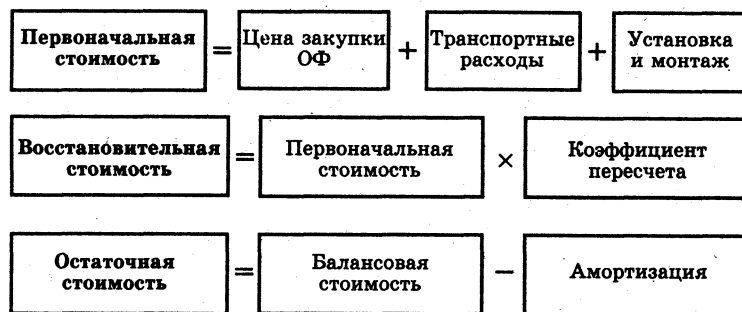 Первоначальная стоимость = Цена закупки ОФ + Транспортные расходы + Установка и монтаж
Восстановительная стоимость = Первоначальная стоимость × Коэффициент пересчета
Остаточная стоимость = Балансовая стоимость − Амортизация